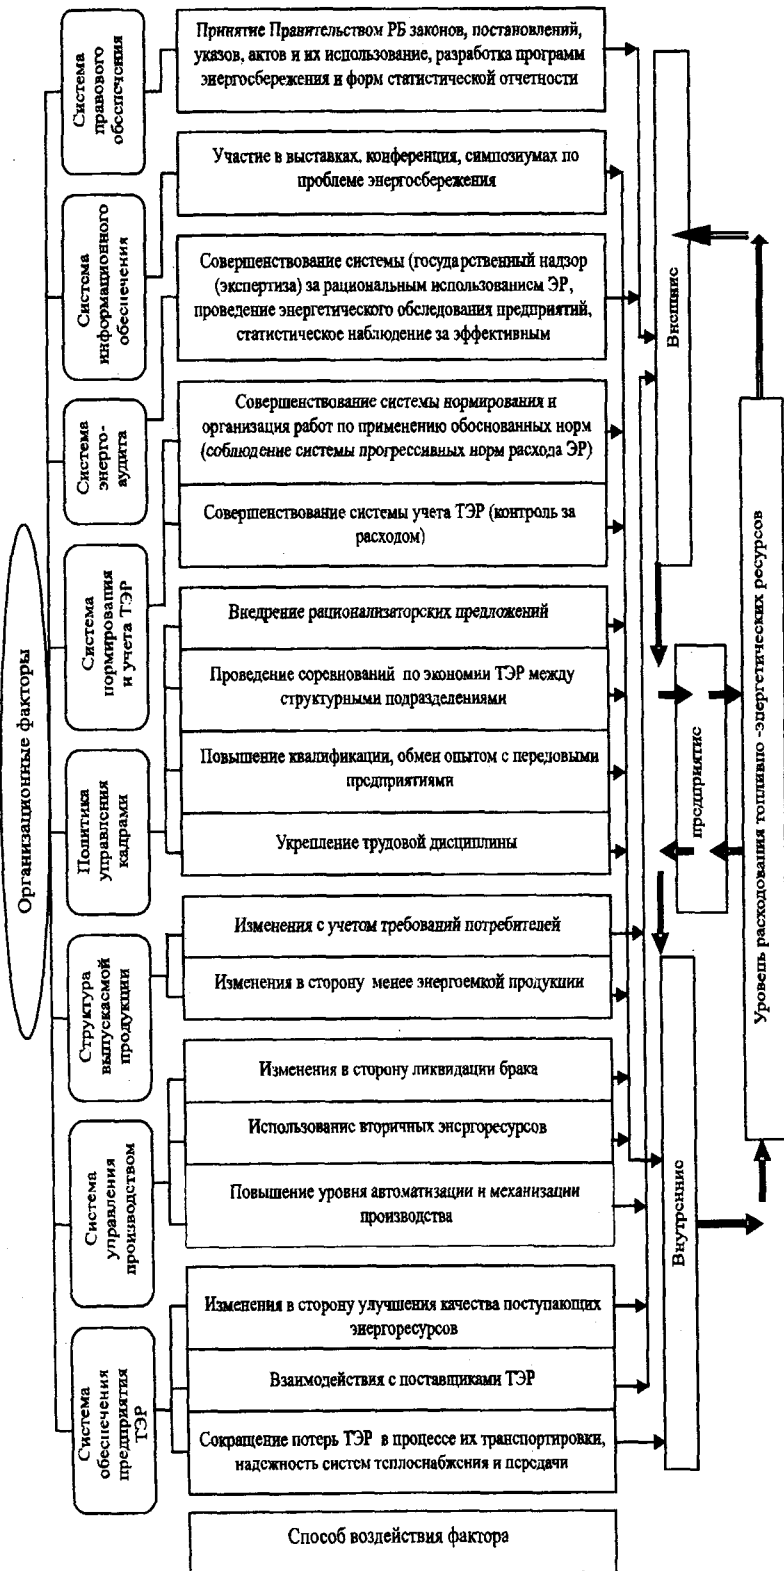 Организационные факторы
Система
правового
обеспечения
Принятие Правительством РБ законов, постановлений,
указов, актов и их использование, разработка программ
энергосбережения и форм статистической отчетности
Система
информационного
обеспечения
Участие в выставках, конференция, симпозиумах по
проблеме энергосбережения
Система
энерго-
аудита
Совершенствование системы (государственный надзор
(экспертиза) за рациональным использованием ЭР,
проведение энергетического обследования предприятий,
статистическое наблюдение за эффективным
Система
нормирования
и учета ТЭР
Совершенствование системы нормирования и
организация работ по применению обоснованных норм
(соблюдение системы прогрессивных норм расхода ЭР)
Совершенствование системы учета ТЭР (контроль за
расходом)
Политика
управления
кадрами
Внедрение рационализаторских предложений
Проведение соревнований по экономии ТЭР между
структурными подразделениями
Повышение квалификации, обмен опытом с передовыми
предприятиями
Укрепление трудовой дисциплины
Структура
выпускаемой
продукции
Изменения с учетом требований потребителей
Изменения в сторону менее энергоемкой продукции
Система
управления
производством
Изменения в сторону ликвидации брака
Использование вторичных энергоресурсов
Повышение уровня автоматизации и механизации
производства
Система
обеспечения
предприятия
ТЭР
Изменения в сторону улучшения качества поступающих
энергоресурсов
Взаимодействия с поставщиками ТЭР
Сокращение потерь ТЭР в процессе их транспортировки,
надежность систем теплоснабжения и передачи
Способ воздействия фактора
Внешние
предприятие
Внутренние
Уровень расходования топливно -энергетических ресурсов